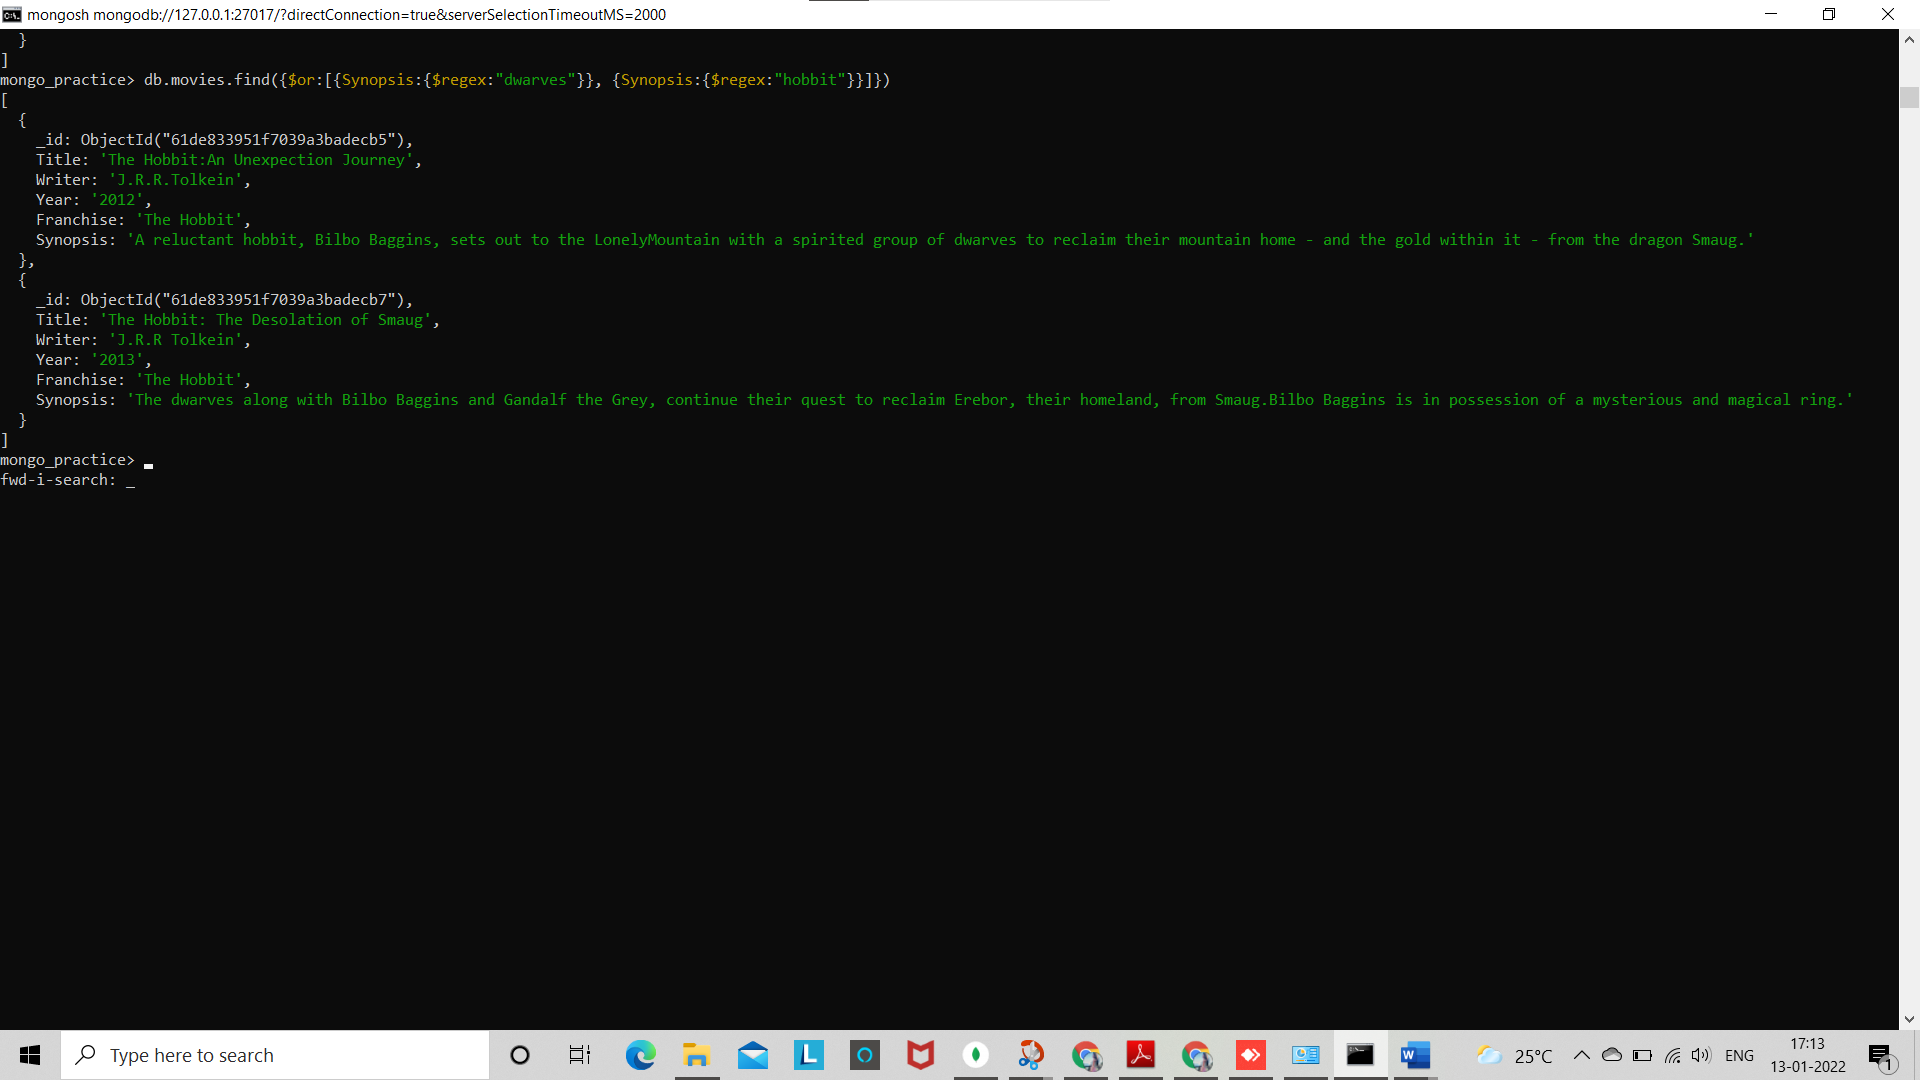 mongosh mongodb://127.0.0.1:27017/?directConnection=true&serverSelectionTimeoutMS=2000
  }
]
mongo_practice> db.movies.find({$or:[{Synopsis:{$regex:"dwarves"}}, {Synopsis:{$regex:"hobbit"}}]})
[
  {
    _id: ObjectId("61de833951f7039a3badecb5"),
    Title: 'The Hobbit:An Unexpection Journey',
    Writer: 'J.R.R.Tolkein',
    Year: '2012',
    Franchise: 'The Hobbit',
    Synopsis: 'A reluctant hobbit, Bilbo Baggins, sets out to the LonelyMountain with a spirited group of dwarves to reclaim their mountain home - and the gold within it - from the dragon Smaug.'
  },
  {
    _id: ObjectId("61de833951f7039a3badecb7"),
    Title: 'The Hobbit: The Desolation of Smaug',
    Writer: 'J.R.R Tolkein',
    Year: '2013',
    Franchise: 'The Hobbit',
    Synopsis: 'The dwarves along with Bilbo Baggins and Gandalf the Grey, continue their quest to reclaim Erebor, their homeland, from Smaug.Bilbo Baggins is in possession of a mysterious and magical ring.'
  }
]
mongo_practice>
fwd-i-search: _
Type here to search
L
W
25°C
ENG
17:13
13-01-2022
1